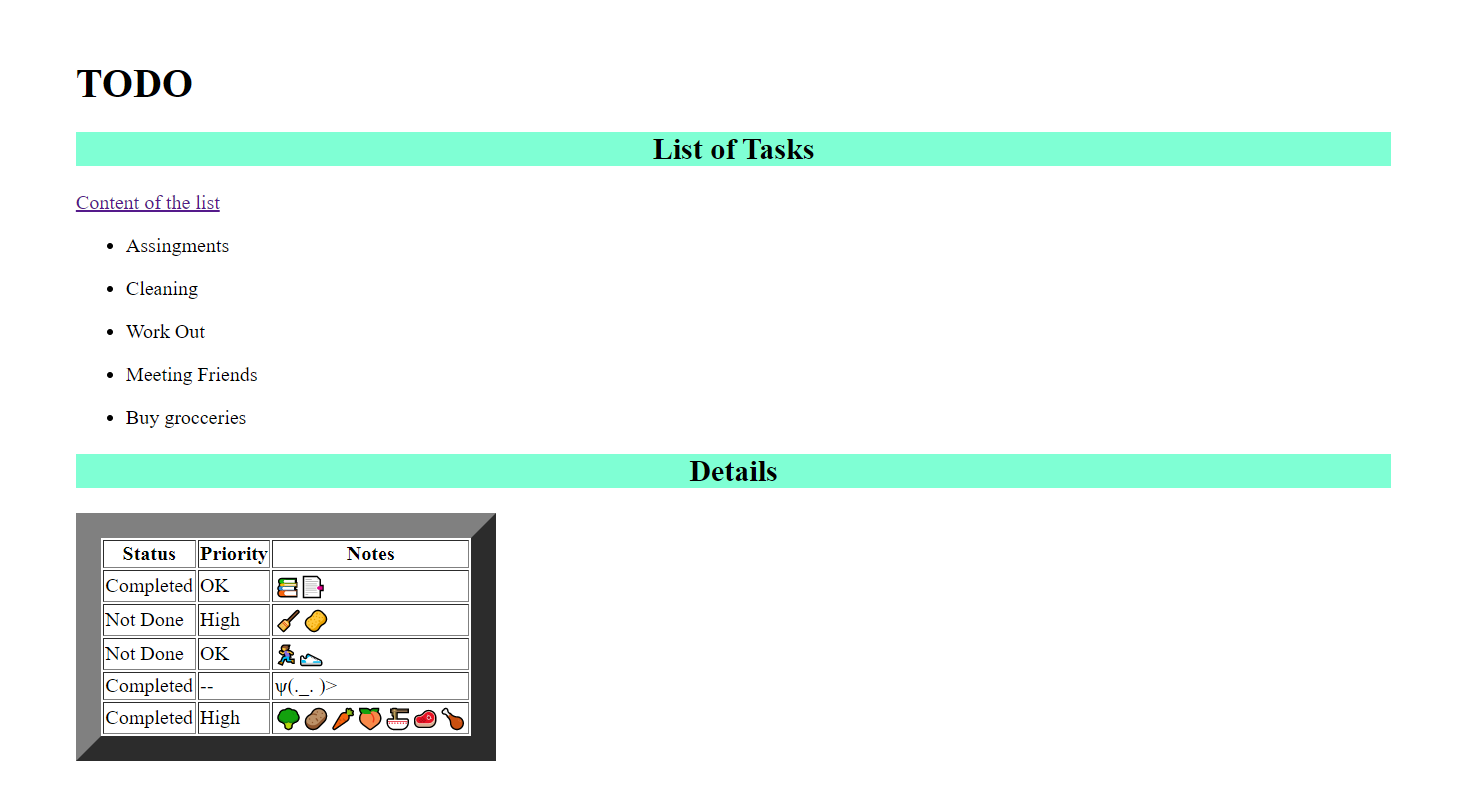 TODO
List of Tasks
Content of the list
Assingments
Cleaning
Work Out
Meeting Friends
Buy grocceries
Details
Status Priority Notes
Completed OK 📚📑
Not Done High 🧹🧽
Not Done OK 🏃‍♀️👟
Completed -- ψ(._. )>
Completed High 🥦🥔🥕🍑🍜🥩🍗